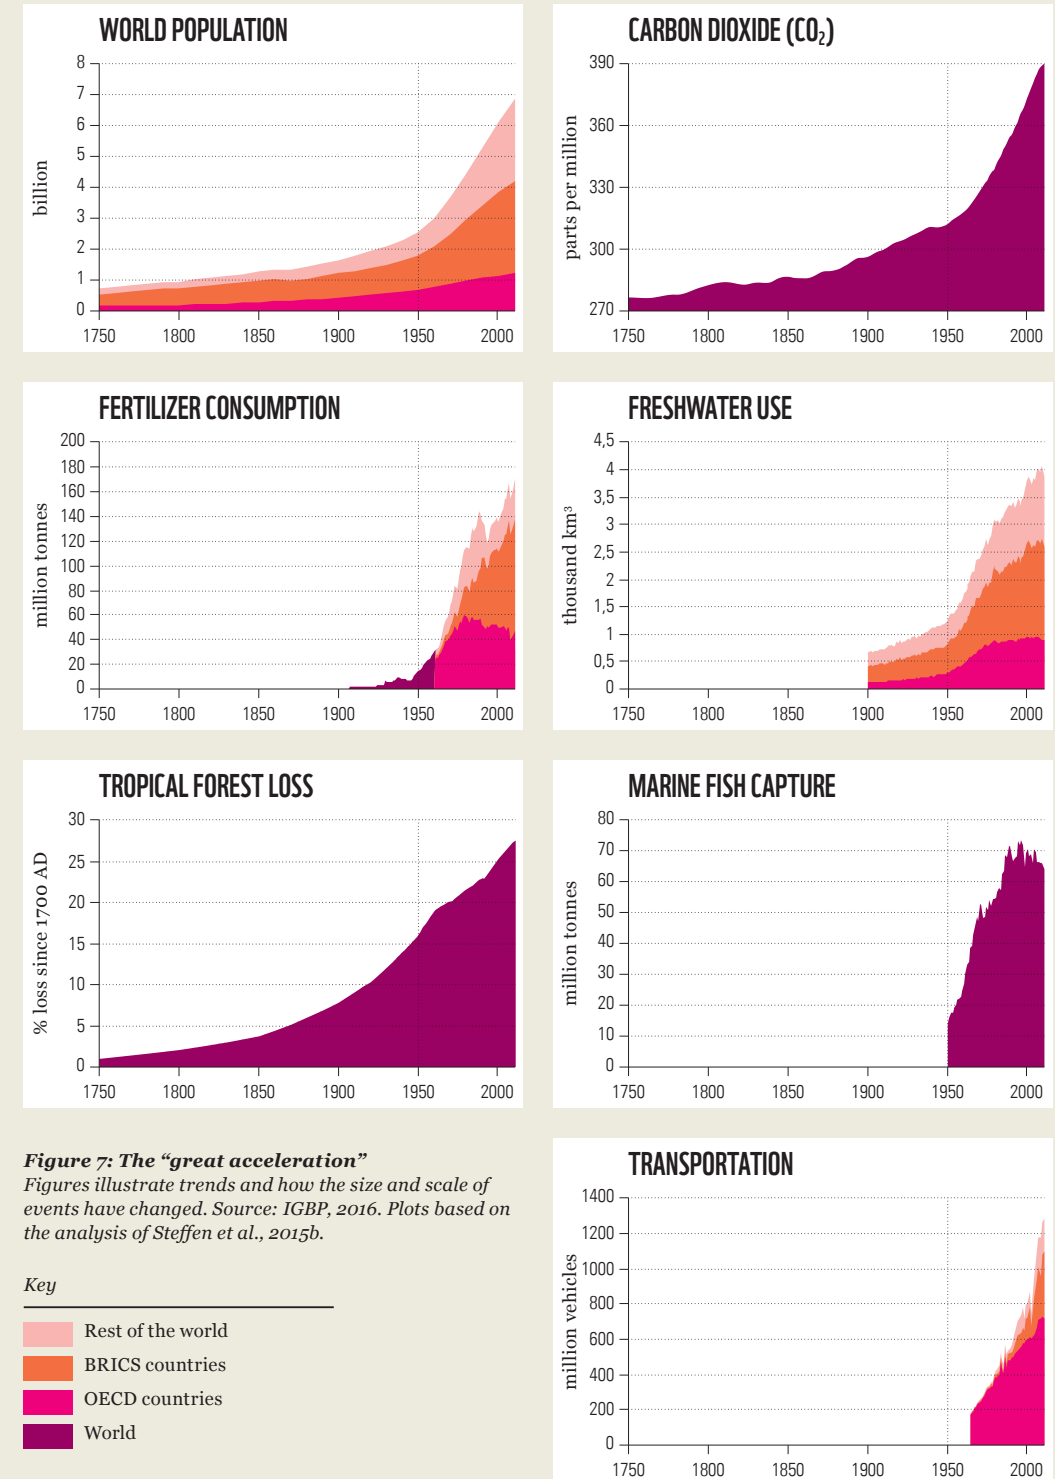 WORLD POPULATION
billion
8
7
6
5
4
3
2
1
0
1750 1800 1850 1900 1950 2000
CARBON DIOXIDE (CO₂)
parts per million
390
360
330
300
270
1750 1800 1850 1900 1950 2000
FERTILIZER CONSUMPTION
million tonnes
200
180
160
140
120
100
80
60
40
20
0
1750 1800 1850 1900 1950 2000
FRESHWATER USE
thousand km³
4,5
4
3,5
3
2,5
2
1,5
1
0,5
0
1750 1800 1850 1900 1950 2000
TROPICAL FOREST LOSS
% loss since 1700 AD
30
25
20
15
10
5
0
1750 1800 1850 1900 1950 2000
MARINE FISH CAPTURE
million tonnes
80
70
60
50
40
30
20
10
0
1750 1800 1850 1900 1950 2000
Figure 7: The “great acceleration”
Figures illustrate trends and how the size and scale of
events have changed. Source: IGBP, 2016. Plots based on
the analysis of Steffen et al., 2015b.
Key
Rest of the world
BRICS countries
OECD countries
World
TRANSPORTATION
million vehicles
1400
1200
1000
800
600
400
200
0
1750 1800 1850 1900 1950 2000